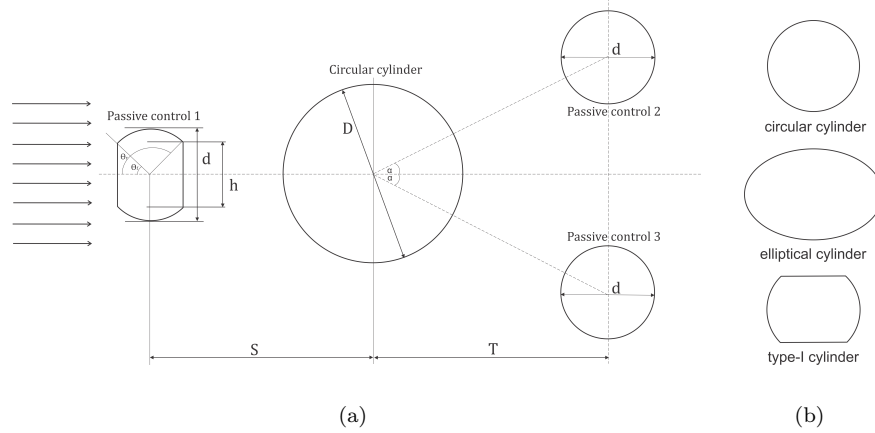 Circular cylinder
Passive control 1
Passive control 2
Passive control 3
D
d
h
d
d
θ
θ
α
α
S
T
circular cylinder
elliptical cylinder
type-I cylinder
(a)
(b)